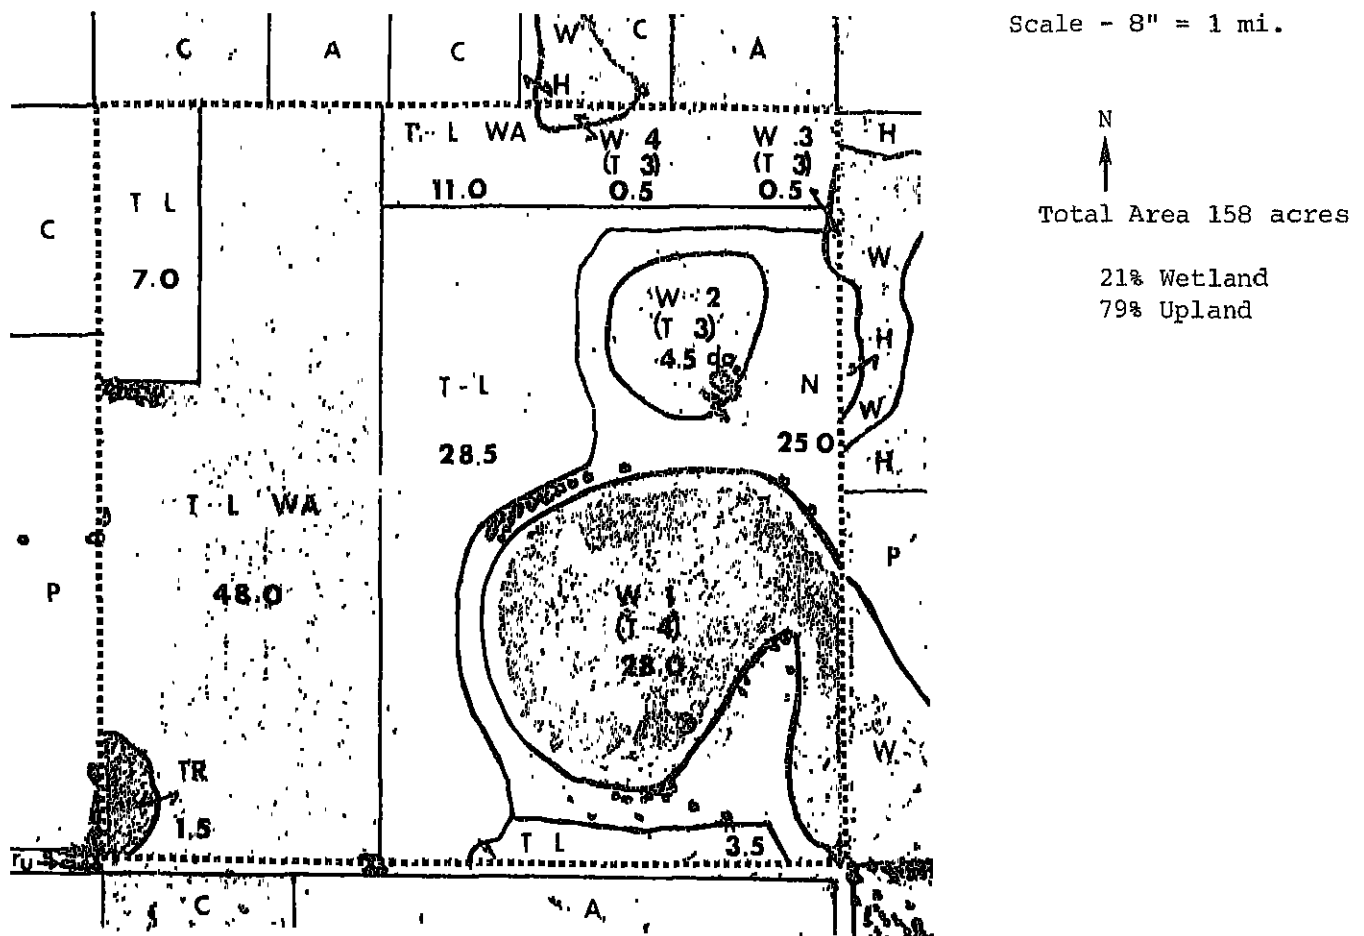 Scale - 8" = 1 mi.
N
Total Area 158 acres
21% Wetland
79% Upland
C
A
C
W
H
C
A
T-L WA
11.0
W 4
(T 3)
0.5
W 3
(T 3)
0.5
H
C
T L
7.0
W
W 2
(T 3)
4.5
H
T-L
28.5
N
25 0
W
H
T L WA
48.0
P
W 1
(T 4)
28.0
P
W
TR
1.5
T L
3.5
C
A